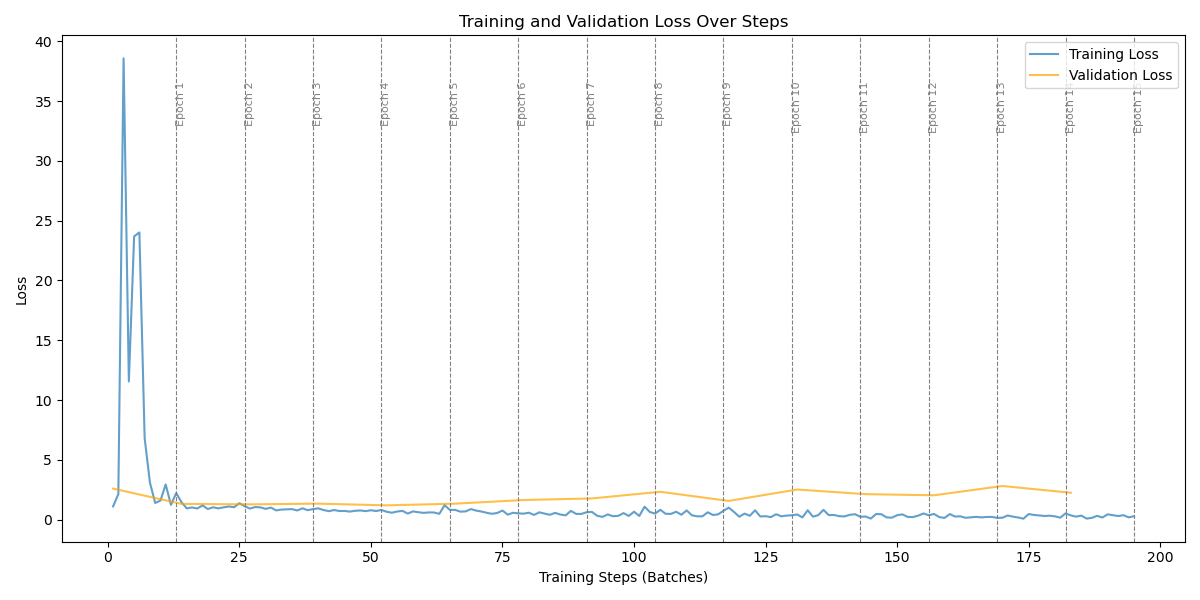 Training and Validation Loss Over Steps
Training Loss
Validation Loss
Epoch 1
Epoch 2
Epoch 3
Epoch 4
Epoch 5
Epoch 6
Epoch 7
Epoch 8
Epoch 9
Epoch 10
Epoch 11
Epoch 12
Epoch 13
Epoch
Epoch
Loss
40
35
30
25
20
15
10
5
0
0
25
50
75
100
125
150
175
200
Training Steps (Batches)